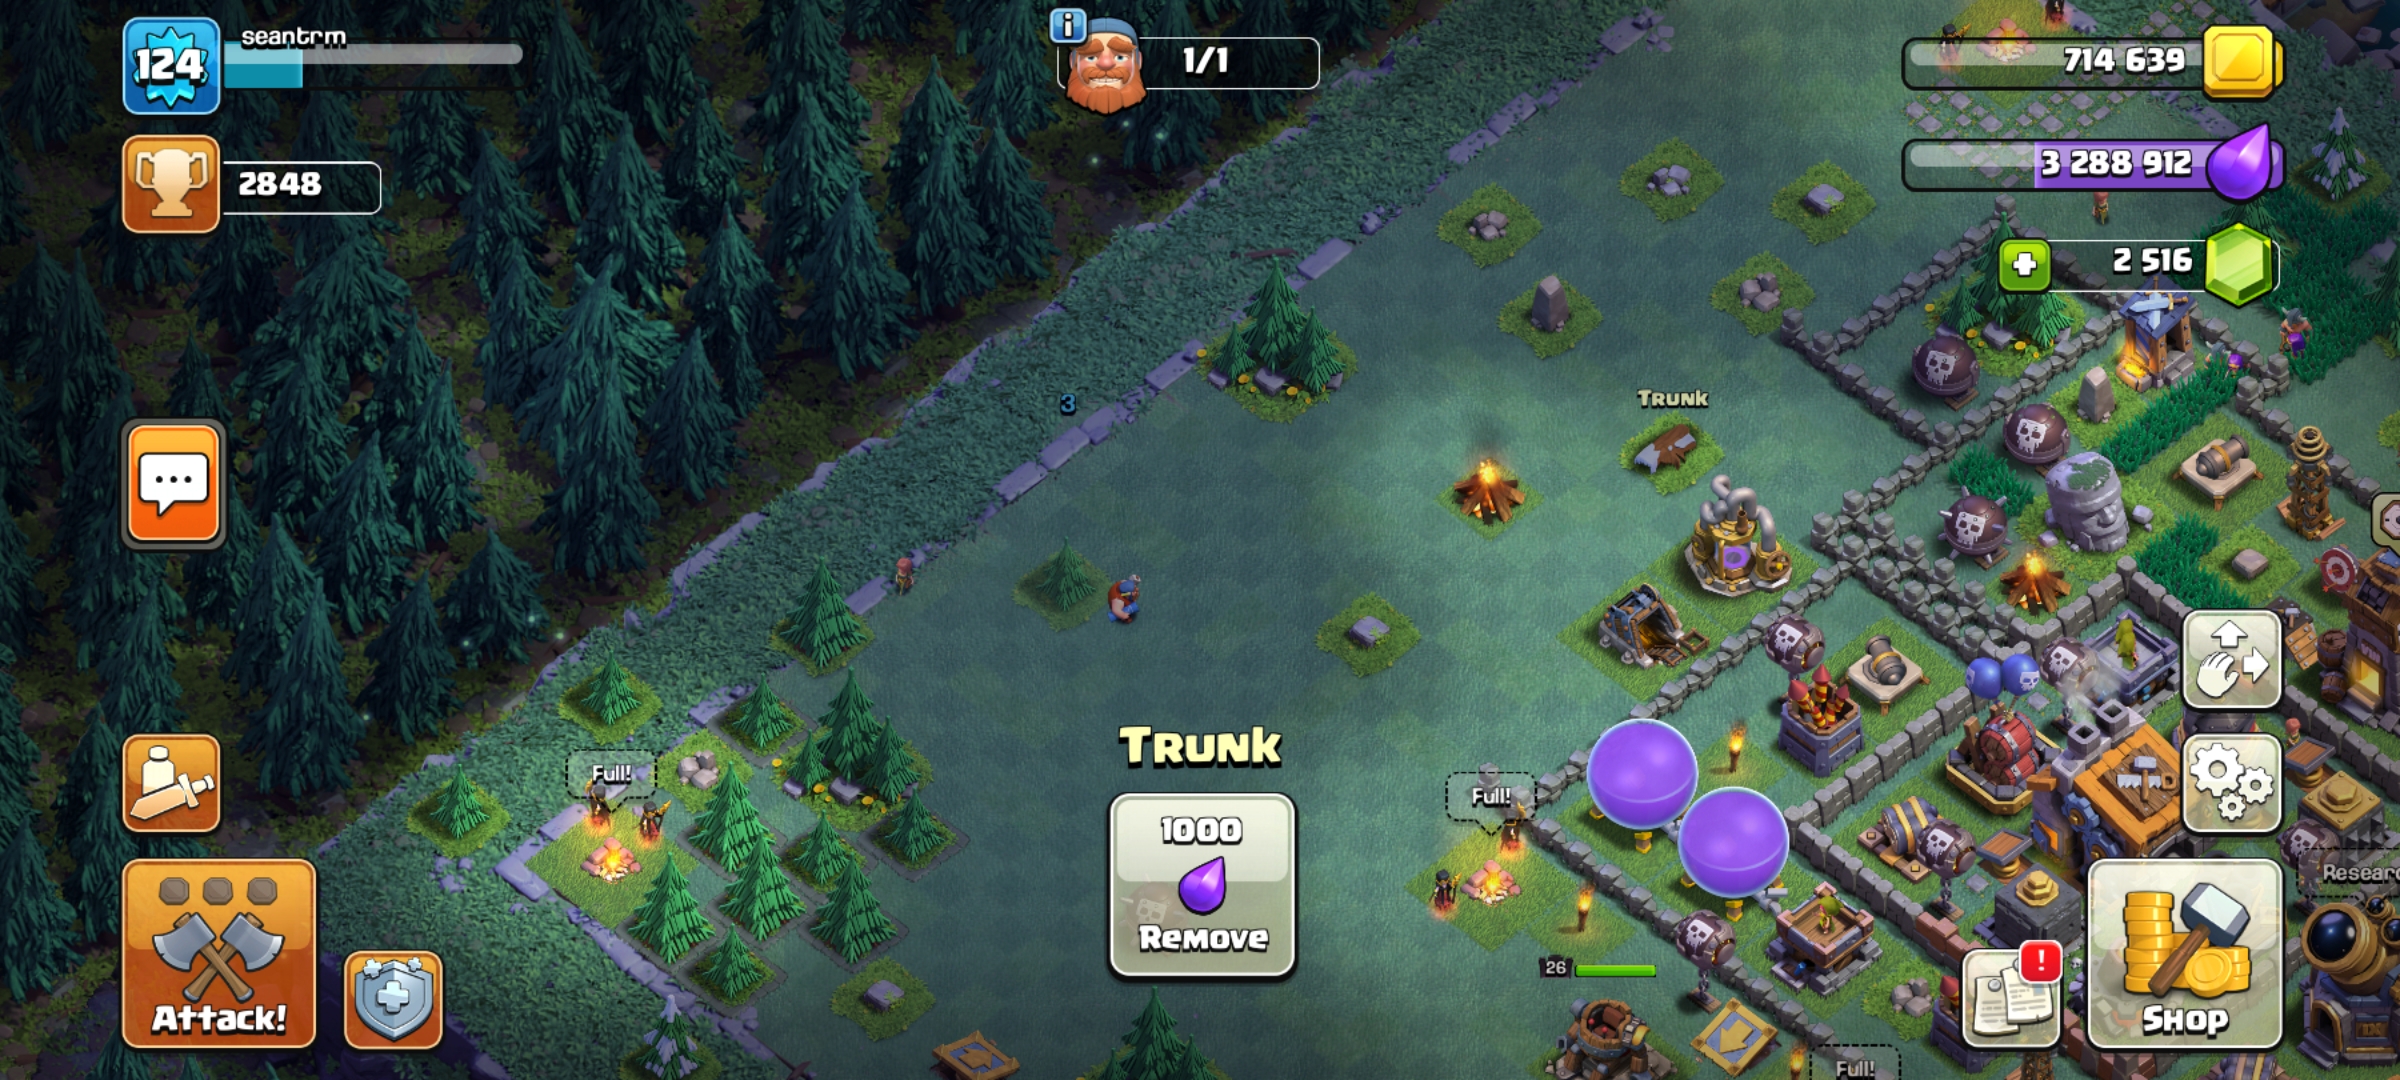 seantrm
124
1/1
714 639
2848
3 288 912
2 516
3
Trunk
Full!
Trunk
Full!
1000
Remove
26
Attack!
Shop
Full!